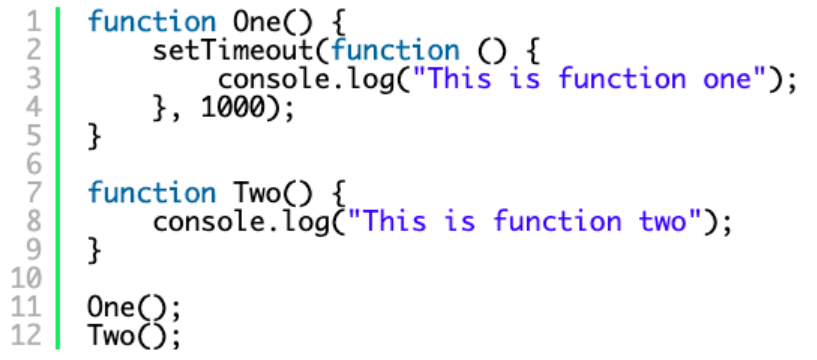 1 function One() {
2     setTimeout(function () {
3         console.log("This is function one");
4     }, 1000);
5 }
6
7 function Two() {
8     console.log("This is function two");
9 }
10
11 One();
12 Two();